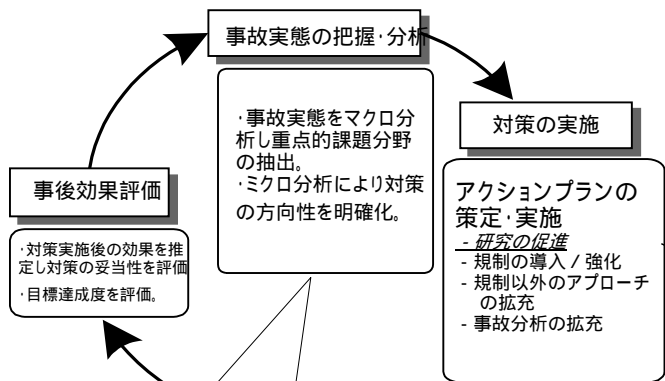 事故実態の把握･分析
･事故実態をマクロ分
析し重点的課題分野
の抽出。
･ミクロ分析により対策
の方向性を明確化。
対策の実施
アクションプランの
策定･実施
- 研究の促進
- 規制の導入 / 強化
- 規制以外のアプローチ
の拡充
- 事故分析の拡充
事後効果評価
･対策実施後の効果を推
定し対策の妥当性を評価
･目標達成度を評価。